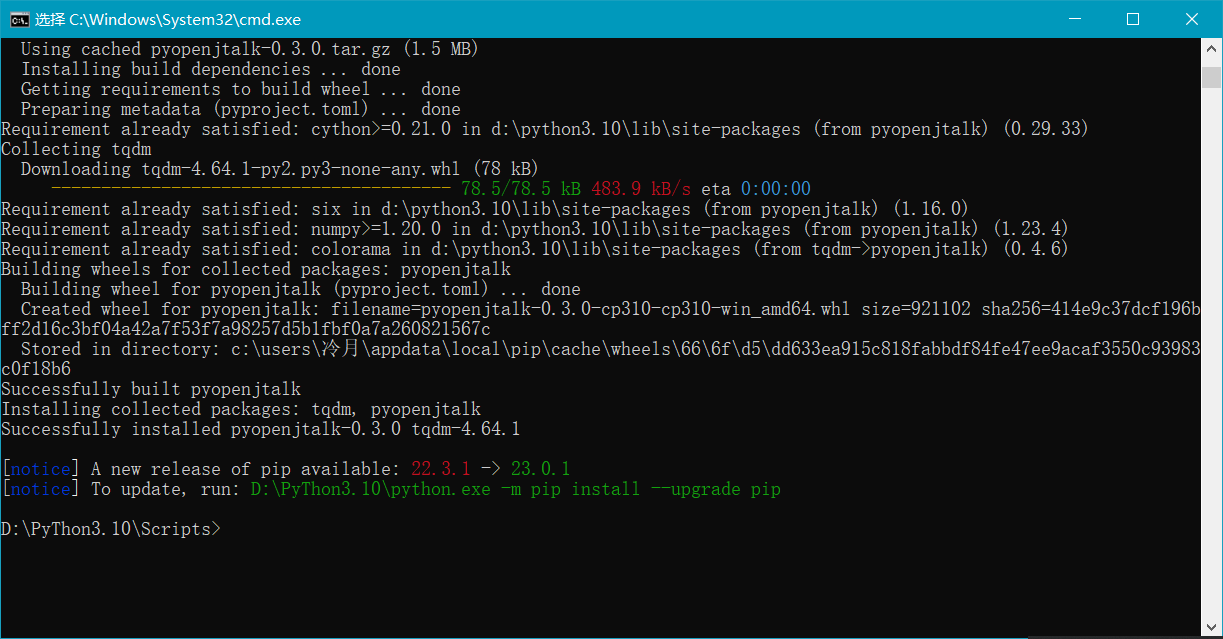 选择 C:\Windows\System32\cmd.exe
Using cached pyopenjtalk-0.3.0.tar.gz (1.5 MB)
Installing build dependencies ... done
Getting requirements to build wheel ... done
Preparing metadata (pyproject.toml) ... done
Requirement already satisfied: cython>=0.21.0 in d:\python3.10\lib\site-packages (from pyopenjtalk) (0.29.33)
Collecting tqdm
Downloading tqdm-4.64.1-py2.py3-none-any.whl (78 kB)
---------------------------------------- 78.5/78.5 kB 483.9 kB/s eta 0:00:00
Requirement already satisfied: six in d:\python3.10\lib\site-packages (from pyopenjtalk) (1.16.0)
Requirement already satisfied: numpy>=1.20.0 in d:\python3.10\lib\site-packages (from pyopenjtalk) (1.23.4)
Requirement already satisfied: colorama in d:\python3.10\lib\site-packages (from tqdm->pyopenjtalk) (0.4.6)
Building wheels for collected packages: pyopenjtalk
Building wheel for pyopenjtalk (pyproject.toml) ... done
Created wheel for pyopenjtalk: filename=pyopenjtalk-0.3.0-cp310-cp310-win_amd64.whl size=921102 sha256=414e9c37dcf196b
ff2d16c3bf04a42a7f53f7a98257d5b1fbf0a7a260821567c
Stored in directory: c:\users\冷月\appdata\local\pip\cache\wheels\66\6f\d5\dd633ea915c818fabbdf84fe47ee9acaf3550c93983
c0f18b6
Successfully built pyopenjtalk
Installing collected packages: tqdm, pyopenjtalk
Successfully installed pyopenjtalk-0.3.0 tqdm-4.64.1
[notice] A new release of pip available: 22.3.1 -> 23.0.1
[notice] To update, run: D:\PyThon3.10\python.exe -m pip install --upgrade pip
D:\PyThon3.10\Scripts>